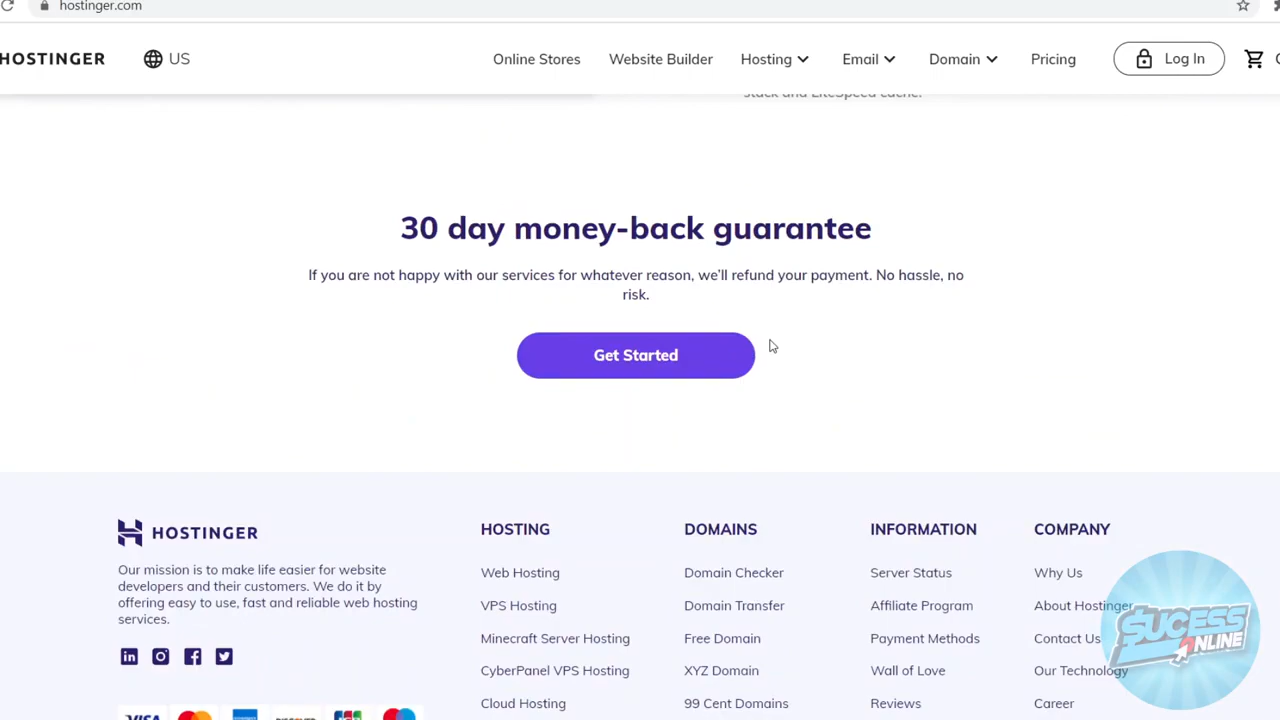 hostinger.com
HOSTINGER
US
Online Stores
Website Builder
Hosting
Email
Domain
Pricing
Log In
stack and LiteSpeed cache.
30 day money-back guarantee
If you are not happy with our services for whatever reason, we'll refund your payment. No hassle, no
risk.
Get Started
HOSTINGER
Our mission is to make life easier for website
developers and their customers. We do it by
offering easy to use, fast and reliable web hosting
services.
HOSTING
Web Hosting
VPS Hosting
Minecraft Server Hosting
CyberPanel VPS Hosting
Cloud Hosting
DOMAINS
Domain Checker
Domain Transfer
Free Domain
XYZ Domain
99 Cent Domains
INFORMATION
Server Status
Affiliate Program
Payment Methods
Wall of Love
Reviews
COMPANY
Why Us
About Hostinger
Contact Us
Our Technology
Career
VISA
SUCESS
ONLINE